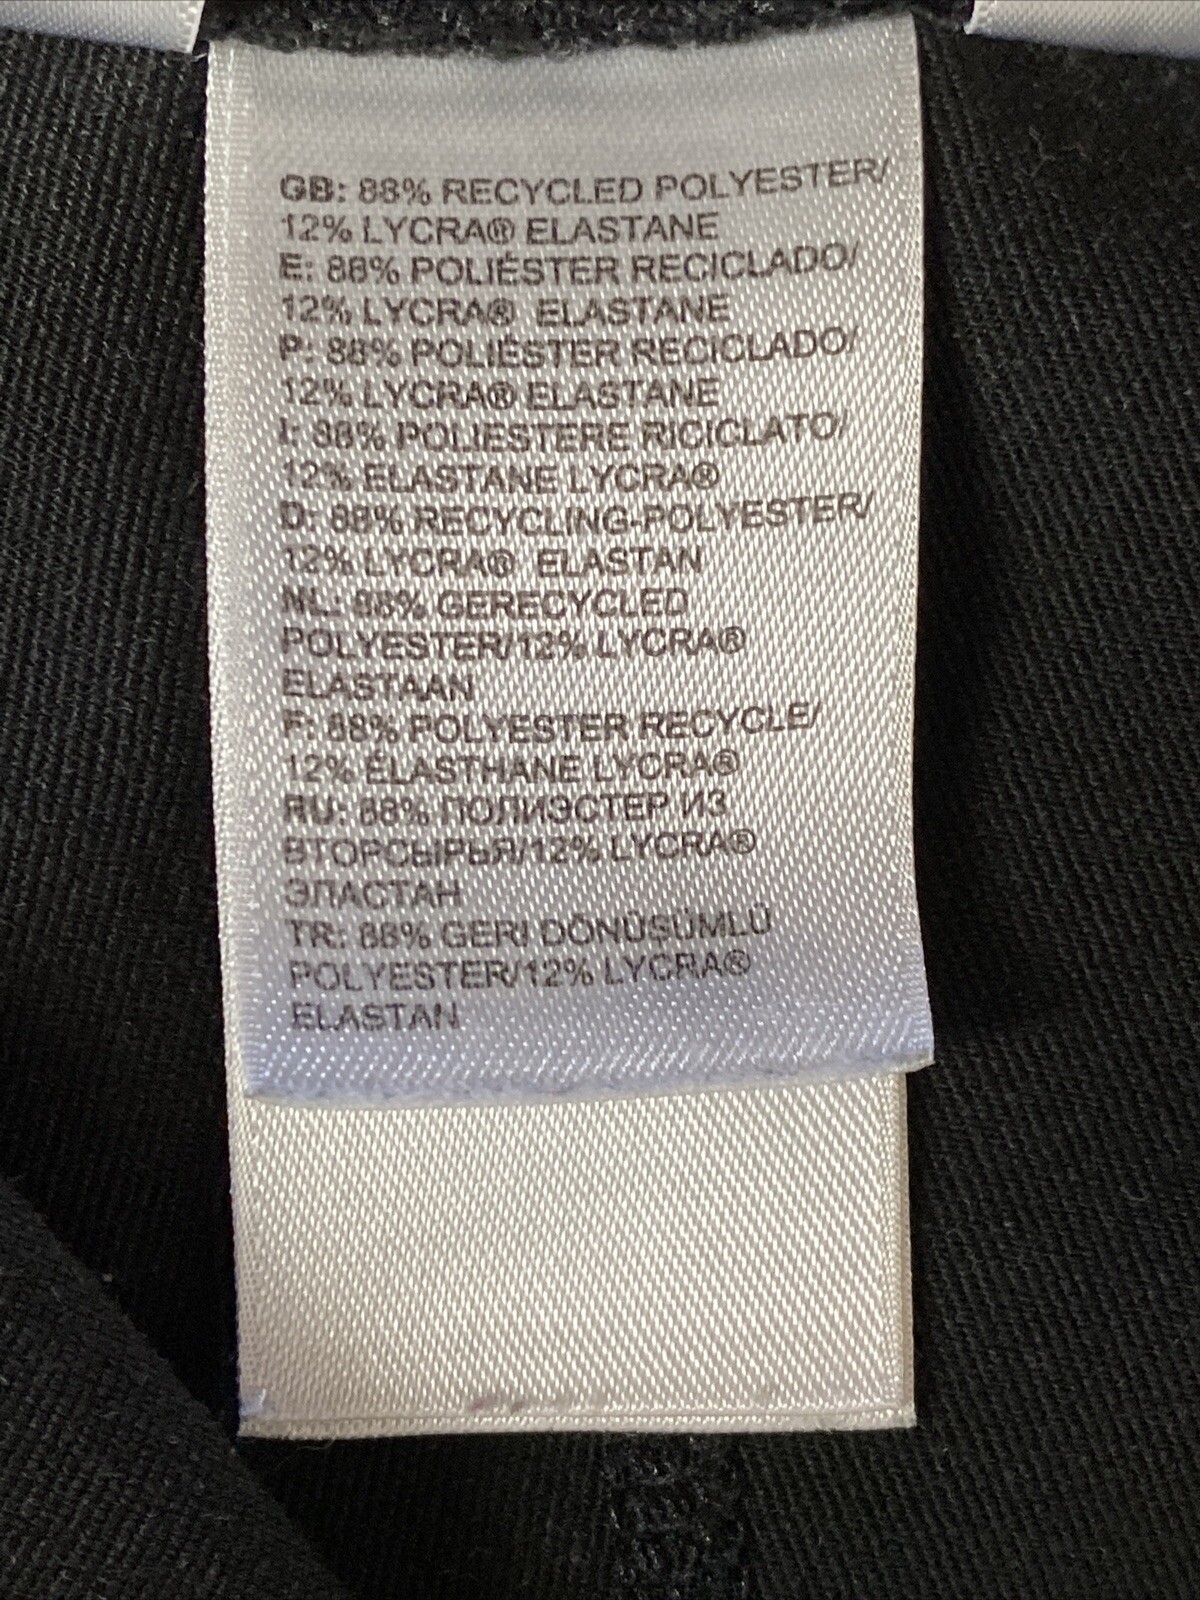 GB: 88% RECYCLED POLYESTER/
12% LYCRA® ELASTANE
E: 88% POLIÉSTER RECICLADO/
12% LYCRA® ELASTANE
P: 88% POLIÉSTER RECICLADO/
12% LYCRA® ELASTANE
I: 88% POLIESTERE RICICLATO/
12% ELASTANE LYCRA®
D: 88% RECYCLING-POLYESTER/
12% LYCRA® ELASTAN
NL: 88% GERECYCLED
POLYESTER/12% LYCRA®
ELASTAAN
F: 88% POLYESTER RECYCLE/
12% ÉLASTHANE LYCRA®
RU: 88% ПОЛИЭСТЕР ИЗ
ВТОРСЫРЬЯ/12% LYCRA®
ЭЛАСТАН
TR: 88% GERI DÖNÜŞÜMLÜ
POLYESTER/12% LYCRA®
ELASTAN